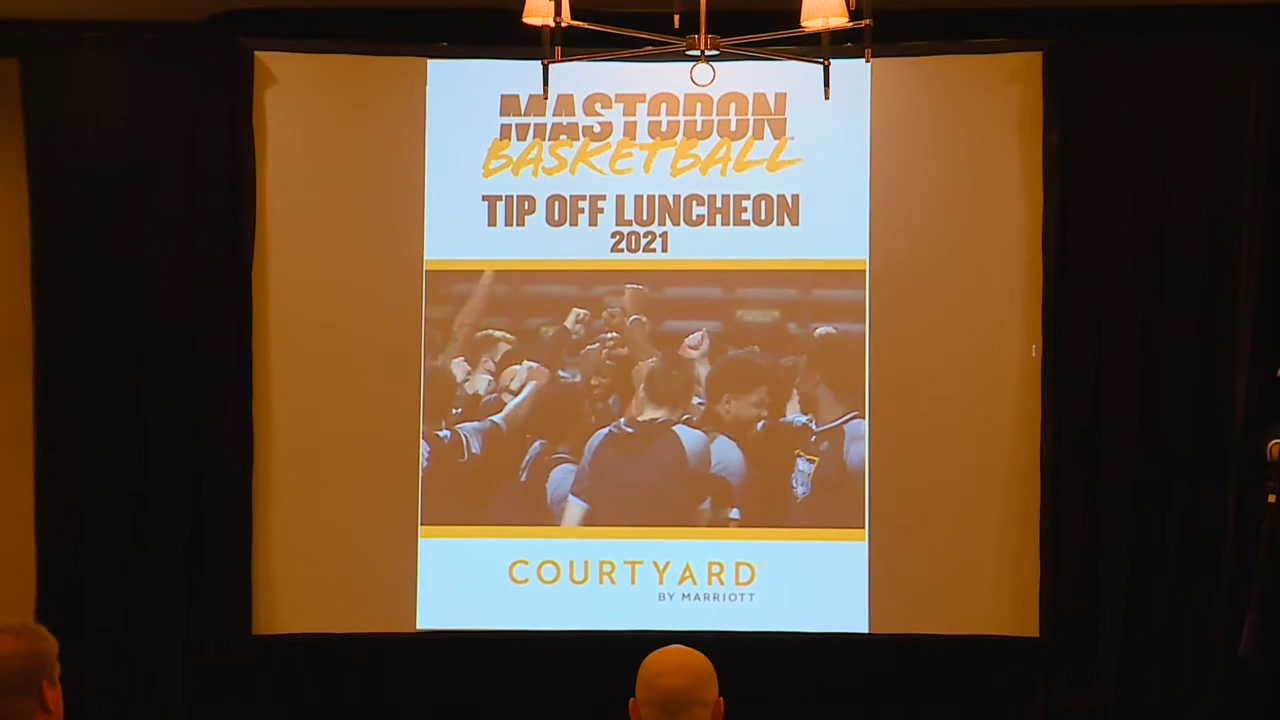 MASTODON
BASKETBALL
TIP OFF LUNCHEON
2021
COURTYARD
BY MARRIOTT